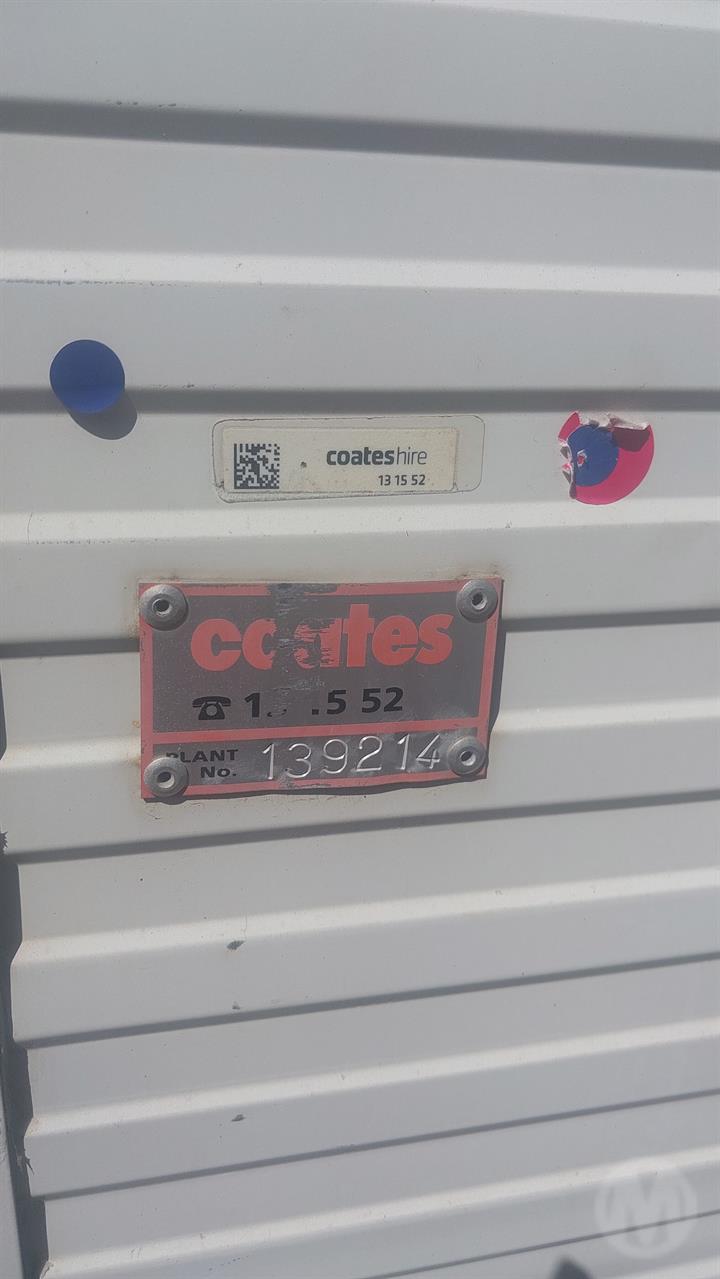 coateshire
13 15 52
coates
1 .5 52
PLANT
No. 139214
M